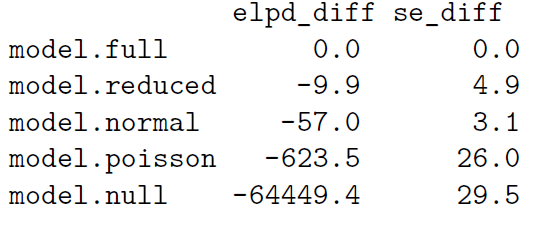 elpd_diff se_diff
model.full 0.0 0.0
model.reduced -9.9 4.9
model.normal -57.0 3.1
model.poisson -623.5 26.0
model.null -64449.4 29.5